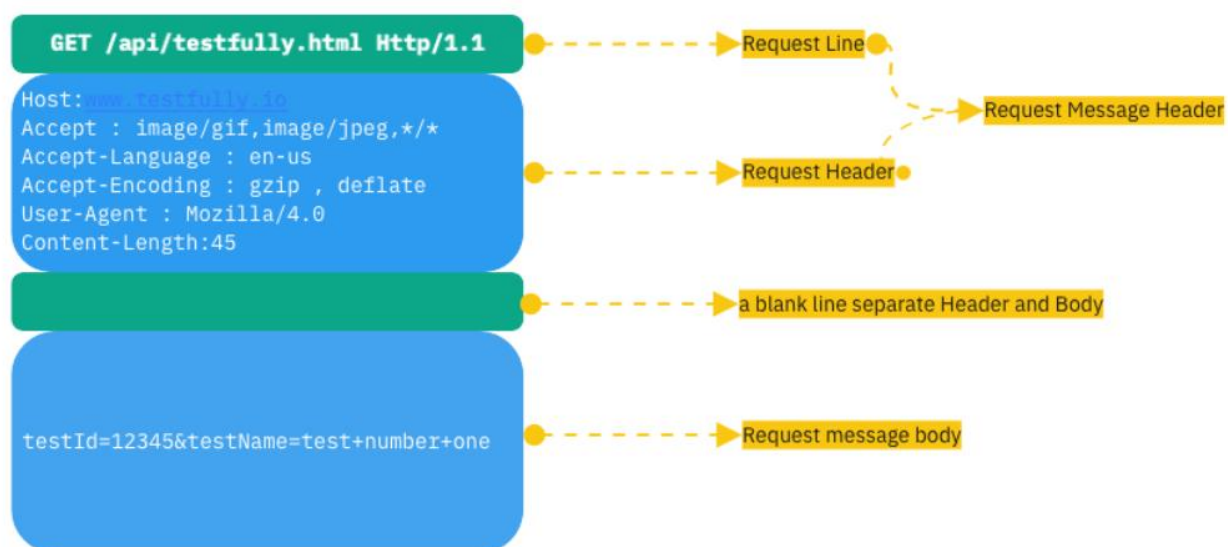 GET /api/testfully.html Http/1.1
Request Line
Host:www.testfully.io
Accept : image/gif,image/jpeg,*/*
Request Message Header
Accept-Language : en-us
Request Header
Accept-Encoding : gzip , deflate
User-Agent : Mozilla/4.0
Content-Length:45
a blank line separate Header and Body
testId=12345&testName=test+number+one
Request message body